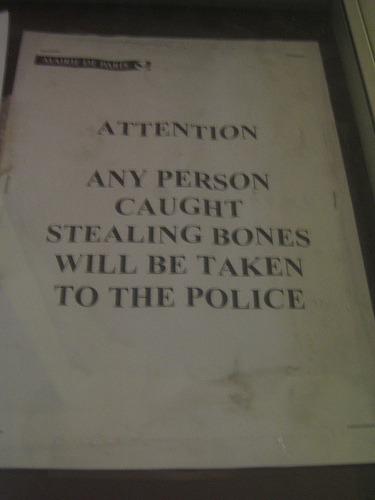 MAIRIE DE PARIS
ATTENTION
ANY PERSON
CAUGHT
STEALING BONES
WILL BE TAKEN
TO THE POLICE